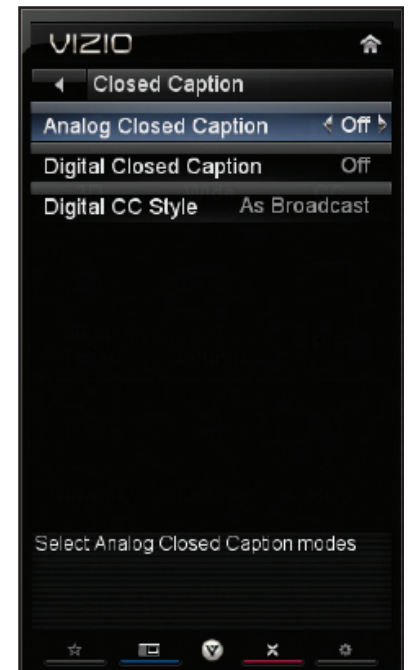 VIZIO
Closed Caption
Analog Closed Caption Off
Digital Closed Caption Off
Digital CC Style As Broadcast
Select Analog Closed Caption modes